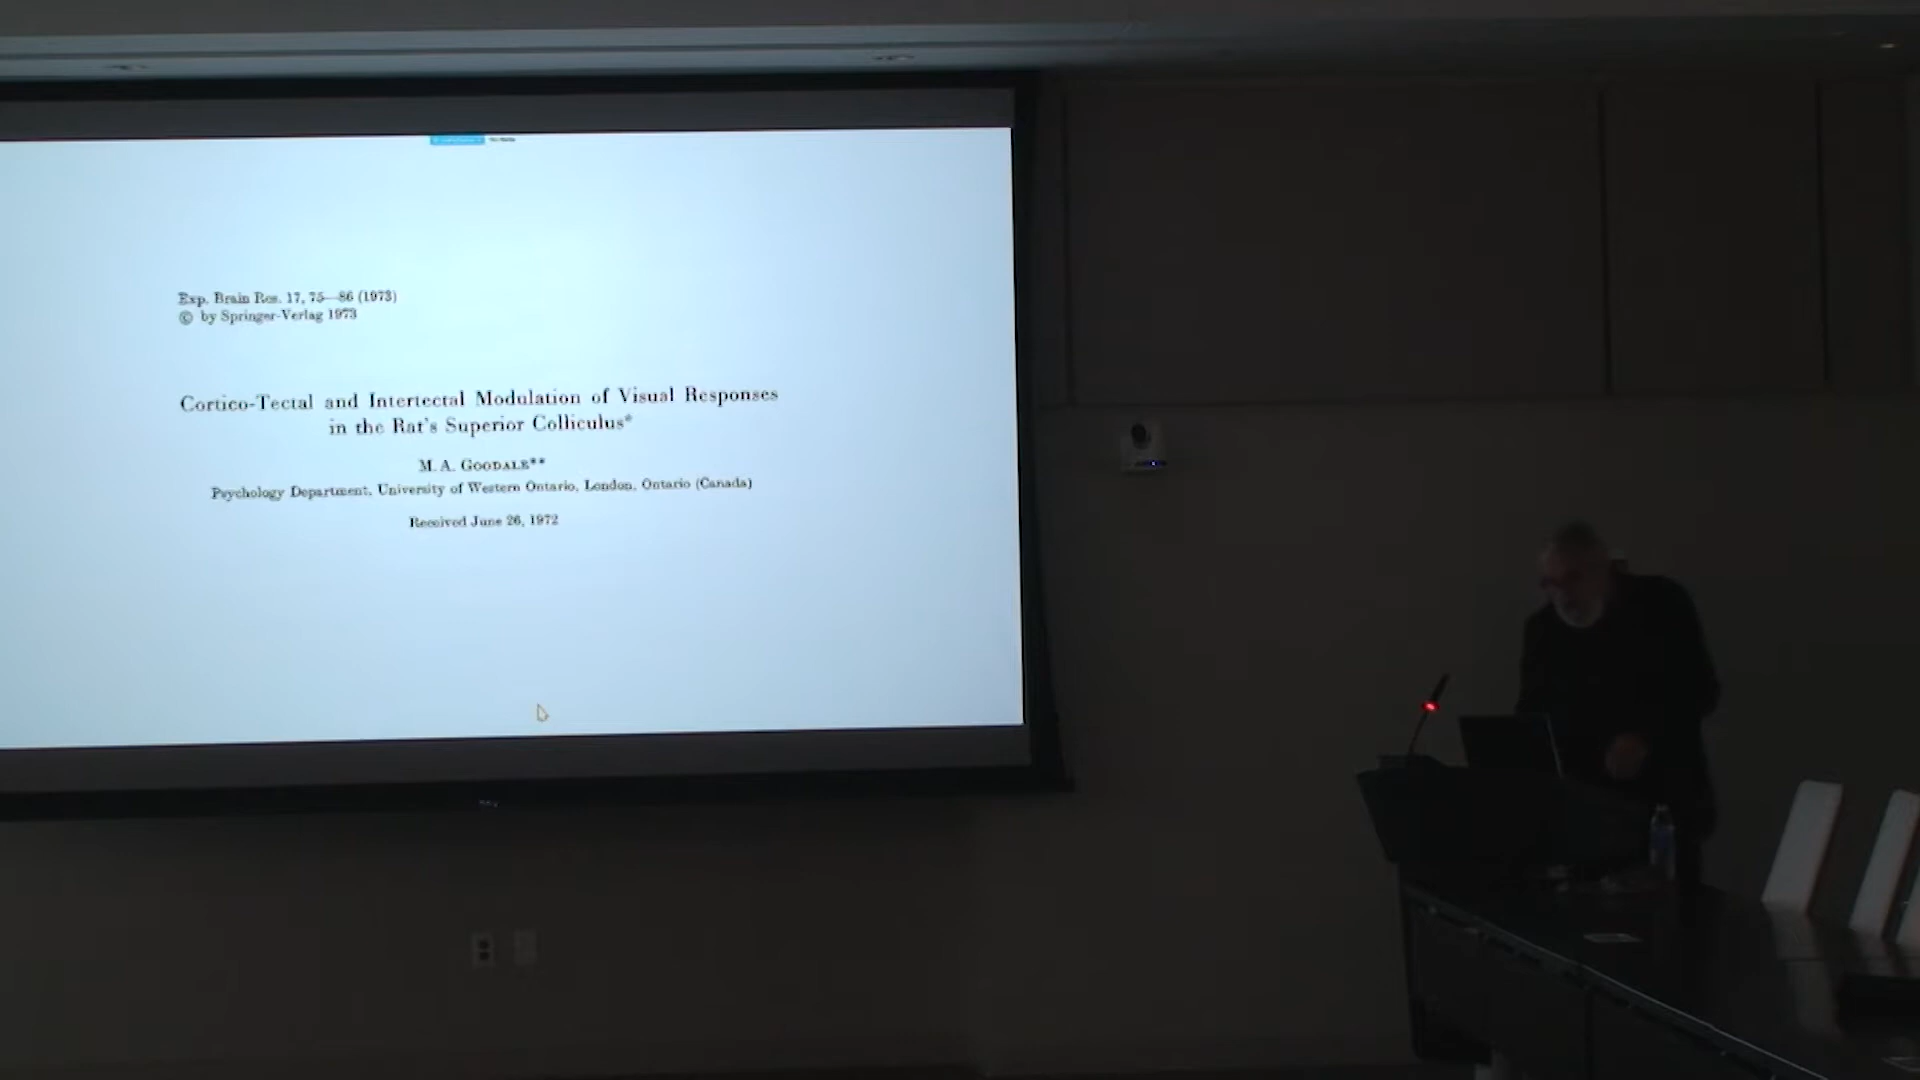 Exp. Brain Res. 17, 75—86 (1973)
© by Springer-Verlag 1973
Cortico-Tectal and Intertectal Modulation of Visual Responses
in the Rat's Superior Colliculus*
M. A. GOODALE**
Psychology Department, University of Western Ontario, London, Ontario (Canada)
Received June 26, 1972